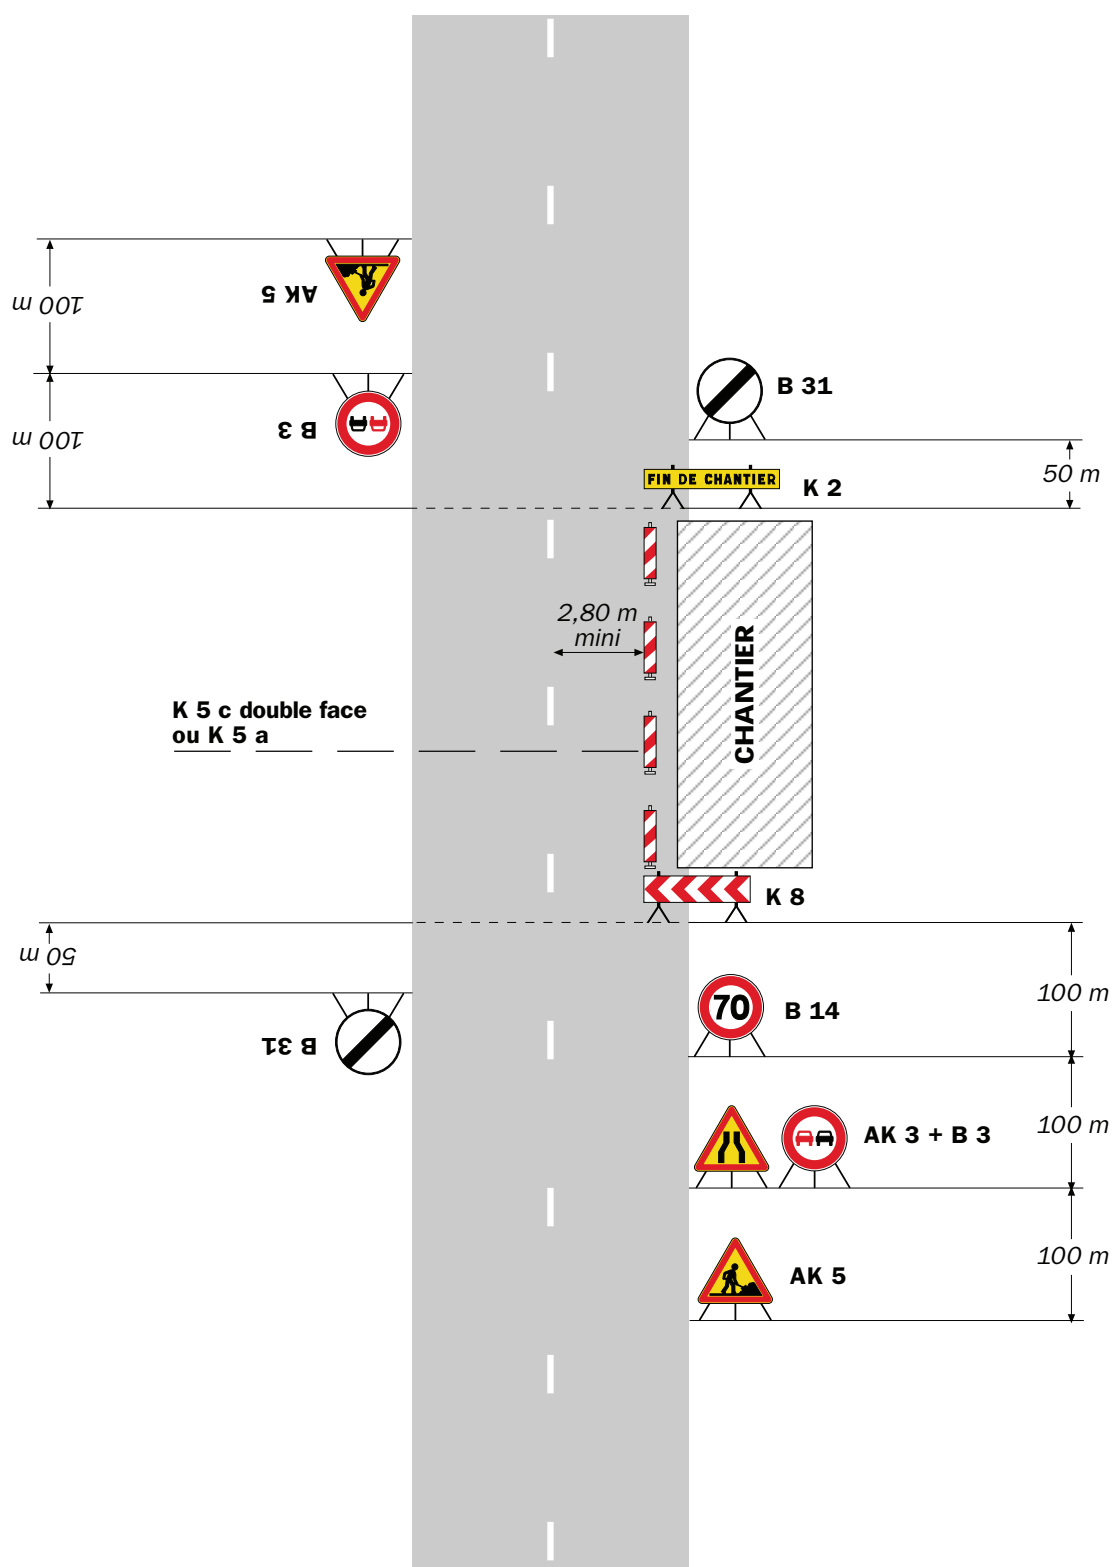 AK 5
100 m
B 3
100 m
B 31
50 m
FIN DE CHANTIER
K 2
2,80 m
mini
CHANTIER
K 5 c double face
ou K 5 a
K 8
50 m
B 31
70
B 14
100 m
AK 3 + B 3
100 m
AK 5
100 m